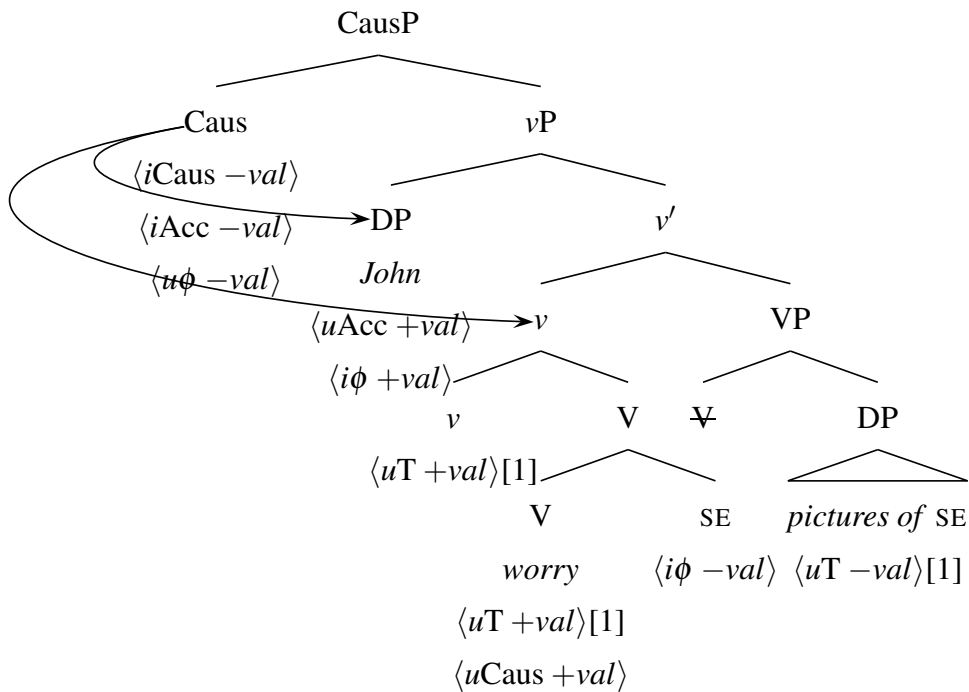 CausP
Caus vP
⟨iCaus −val⟩
⟨iAcc −val⟩ DP v′
⟨uϕ −val⟩ John
⟨uAcc +val⟩ v VP
⟨iϕ +val⟩
v V V DP
⟨uT +val⟩[1]
V SE pictures of SE
worry ⟨iϕ −val⟩ ⟨uT −val⟩[1]
⟨uT +val⟩[1]
⟨uCaus +val⟩